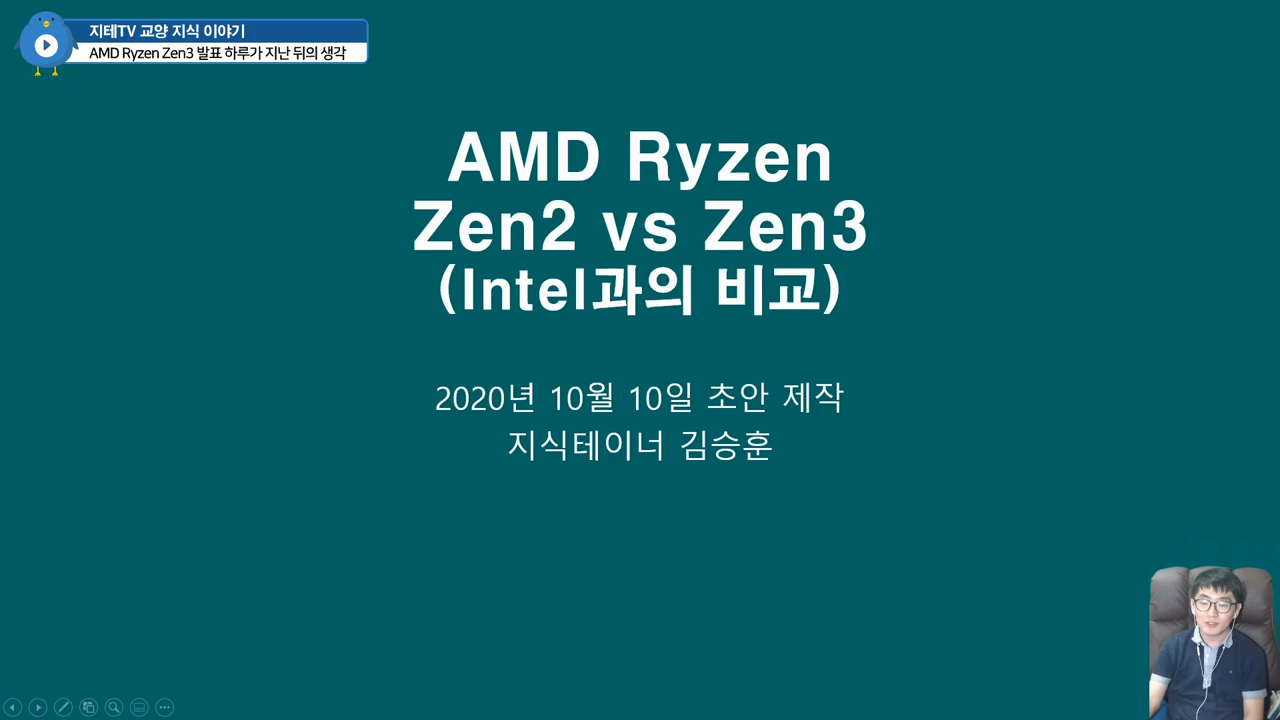 지테TV 교양 지식 이야기
AMD Ryzen Zen3 발표 하루가 지난 뒤의 생각
AMD Ryzen
Zen2 vs Zen3
(Intel과의 비교)
2020년 10월 10일 초안 제작
지식테이너 김승훈